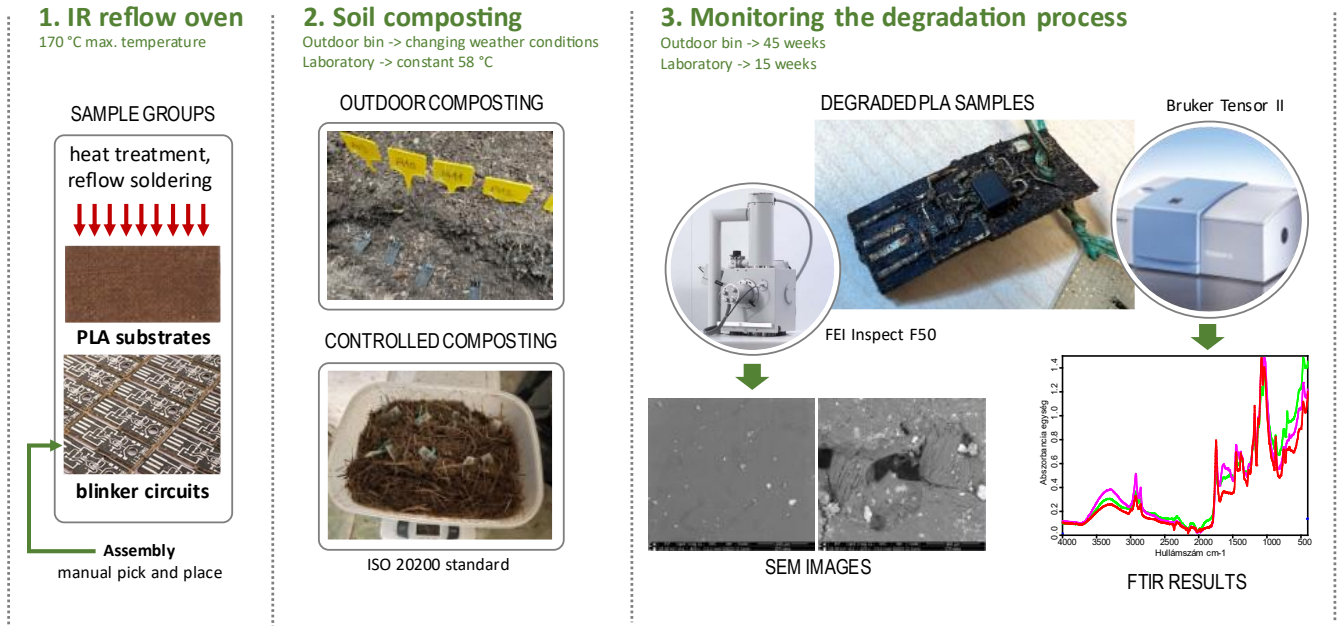 1. IR reflow oven
170 °C max. temperature
SAMPLE GROUPS
heat treatment,
reflow soldering
PLA substrates
blinker circuits
Assembly
manual pick and place
2. Soil composting
Outdoor bin -> changing weather conditions
Laboratory -> constant 58 °C
OUTDOOR COMPOSTING
CONTROLLED COMPOSTING
ISO 20200 standard
3. Monitoring the degradation process
Outdoor bin -> 45 weeks
Laboratory -> 15 weeks
DEGRADED PLA SAMPLES
Bruker Tensor II
FEI Inspect F50
SEM IMAGES
Abszorbancia egység
1.4
1.2
1.0
0.8
0.6
0.4
0.2
0.0
4000 3500 3000 2500 2000 1500 1000 500
Hullámszám cm-1
FTIR RESULTS